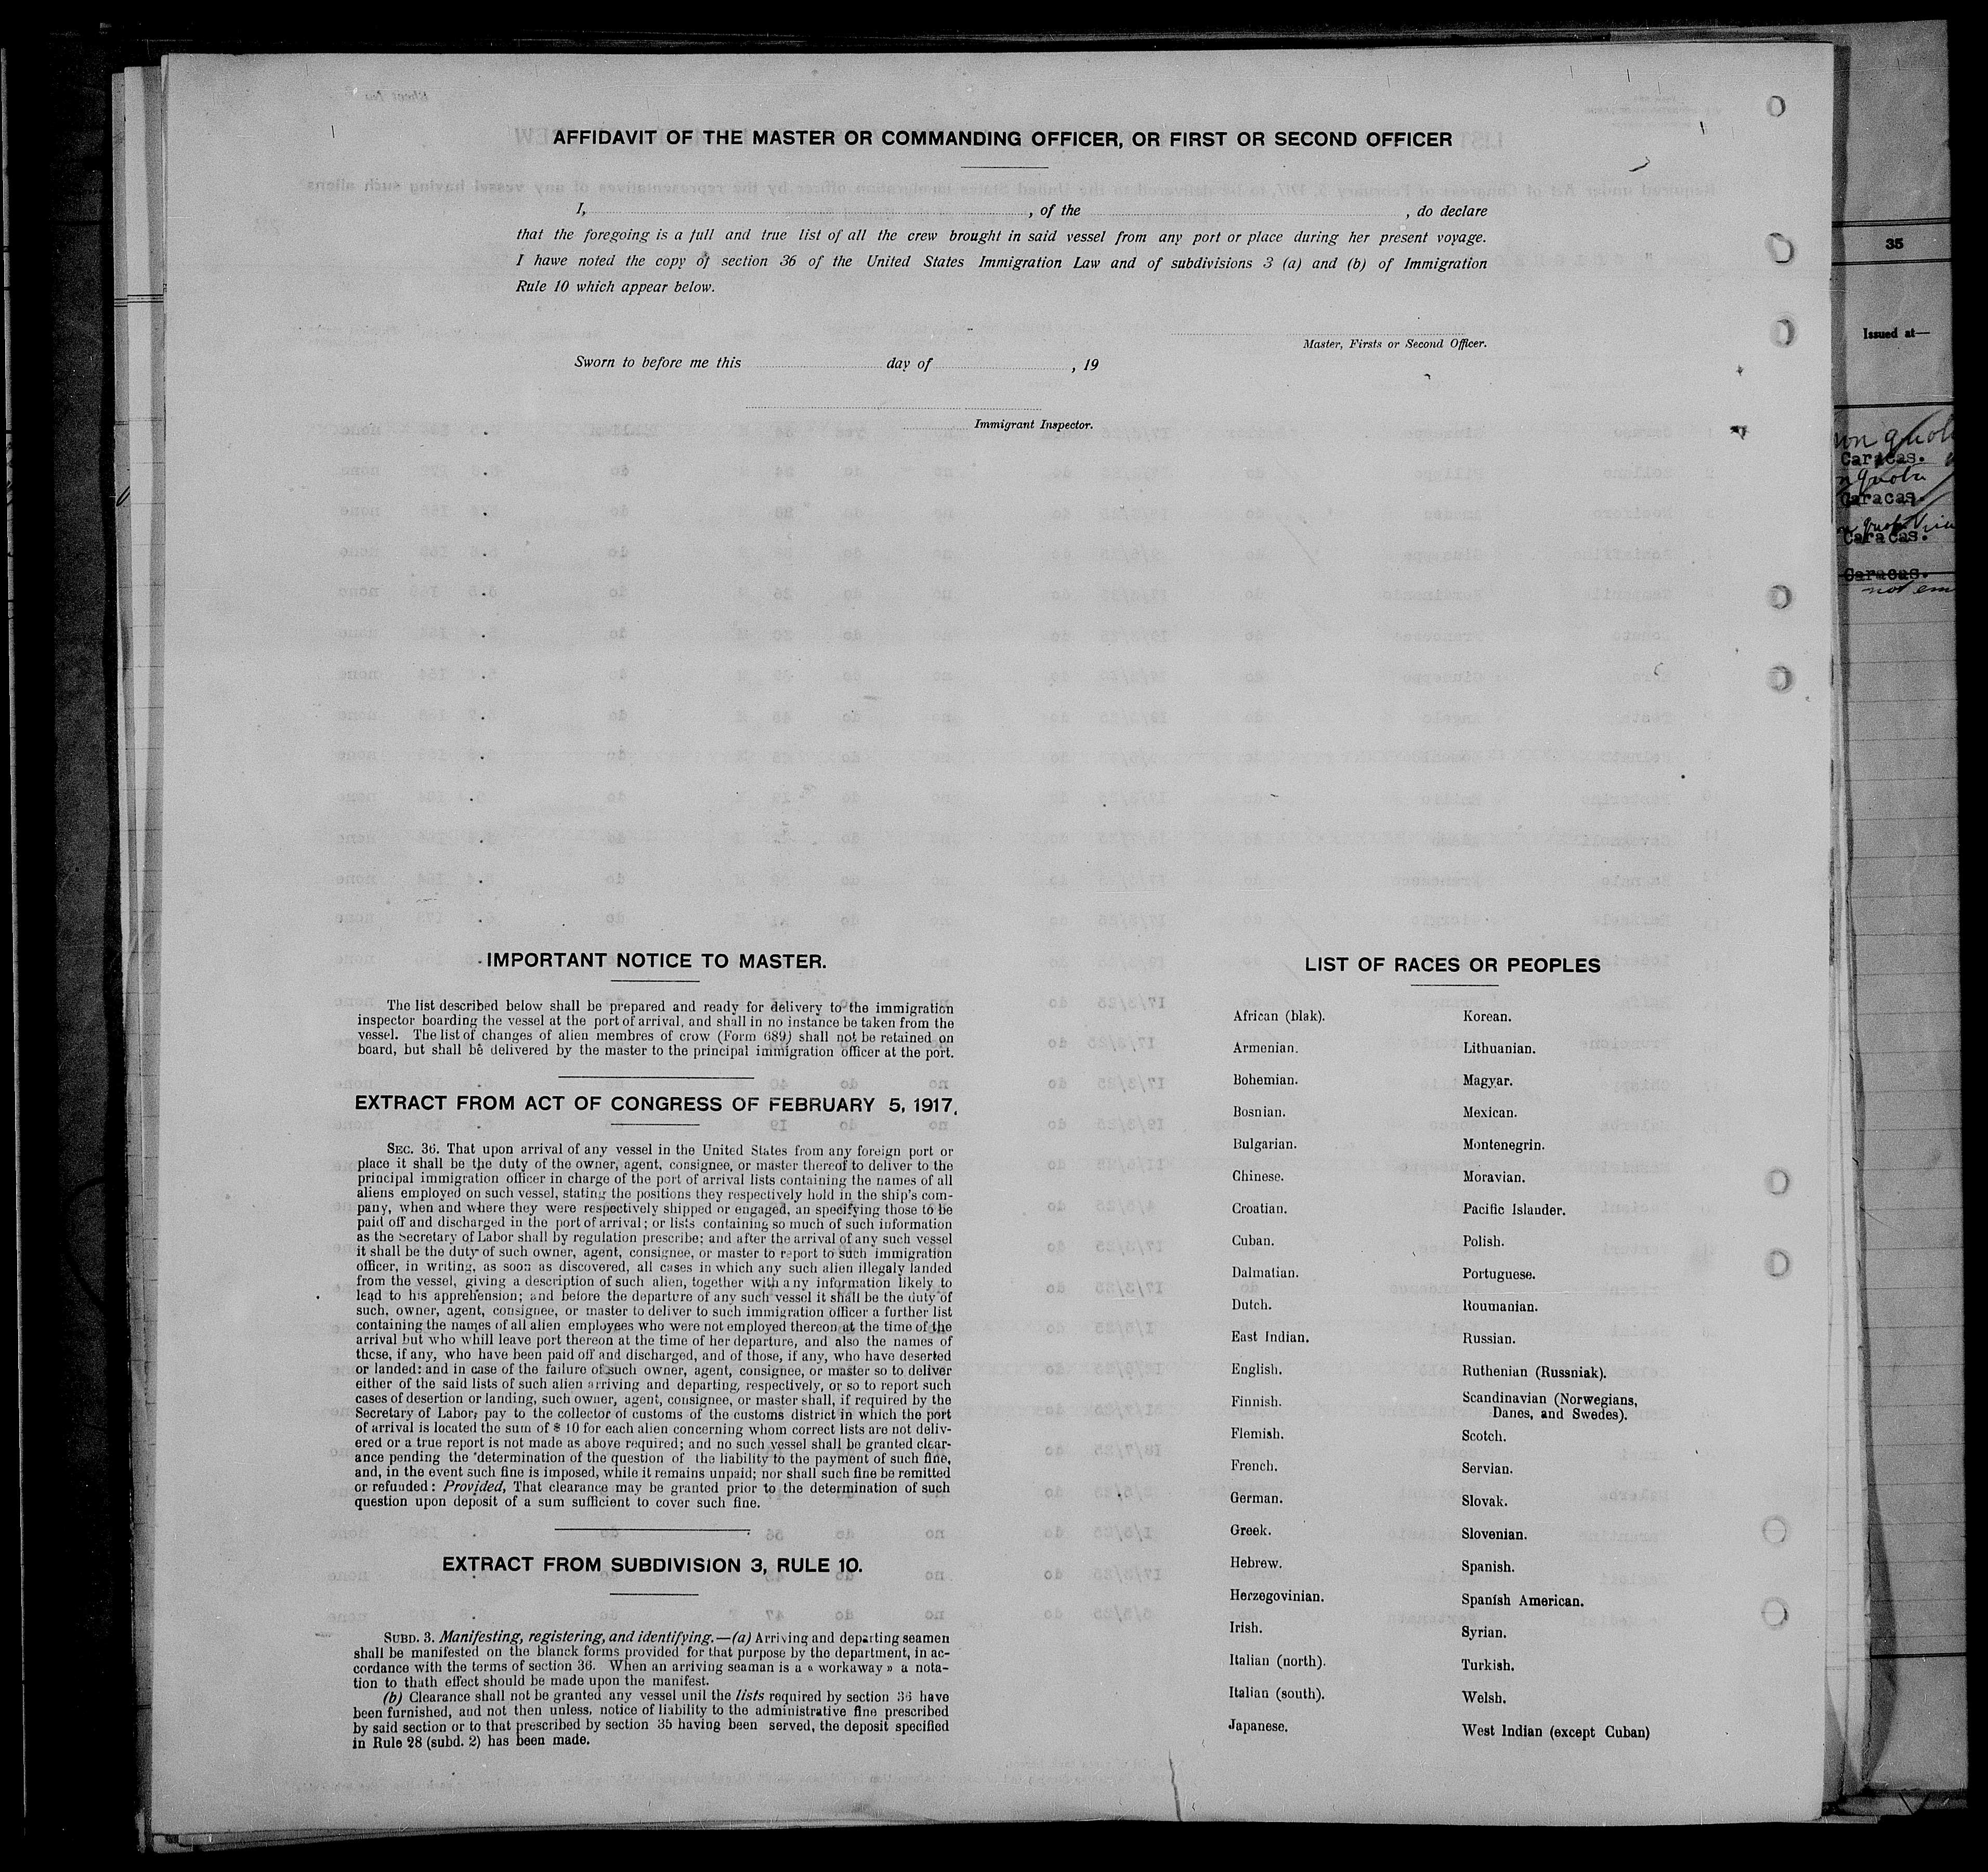 AFFIDAVIT OF THE MASTER OR COMMANDING OFFICER, OR FIRST OR SECOND OFFICER
I, , of the , do declare
that the foregoing is a full and true list of all the crew brought in said vessel from any port or place during her present voyage.
I hawe noted the copy of section 36 of the United States Immigration Law and of subdivisions 3 (a) and (b) of Immigration
Rule 10 which appear below.
Master, Firsts or Second Officer.
Sworn to before me this day of , 19
Immigrant Inspector.
IMPORTANT NOTICE TO MASTER.
The list described below shall be prepared and ready for delivery to the immigration
inspector boarding the vessel at the port of arrival, and shall in no instance be taken from the
vessel. The list of changes of alien membres of crow (Form 689) shall not be retained on
board, but shall be delivered by the master to the principal immigration officer at the port.
EXTRACT FROM ACT OF CONGRESS OF FEBRUARY 5, 1917.
SEC. 36. That upon arrival of any vessel in the United States from any foreign port or
place it shall be the duty of the owner, agent, consignee, or master thereof to deliver to the
principal immigration officer in charge of the port of arrival lists containing the names of all
aliens employed on such vessel, stating the positions they respectively hold in the ship's com-
pany, when and where they were respectively shipped or engaged, an specifying those to be
paid off and discharged in the port of arrival; or lists containing so much of such information
as the Secretary of Labor shall by regulation prescribe; and after the arrival of any such vessel
it shall be the duty of such owner, agent, consignee, or master to report to such immigration
officer, in writing, as soon as discovered, all cases in which any such alien illegaly landed
from the vessel, giving a description of such alien, together with any information likely to
lead to his apprehension; and before the departure of any such vessel it shall be the duty of
such, owner, agent, consignee, or master to deliver to such immigration officer a further list
containing the names of all alien employees who were not employed thereon at the time of the
arrival but who whill leave port thereon at the time of her departure, and also the names of
those, if any, who have been paid off and discharged, and of those, if any, who have deserted
or landed: and in case of the failure of such owner, agent, consignee, or master so to deliver
either of the said lists of such alien arriving and departing, respectively, or so to report such
cases of desertion or landing, such owner, agent, consignee, or master shall, if required by the
Secretary of Labor, pay to the collector of customs of the customs district in which the port
of arrival is located the sum of $ 10 for each alien concerning whom correct lists are not deliv-
ered or a true report is not made as above required; and no such vessel shall be granted clear-
ance pending the determination of the question of the liability to the payment of such fine,
and, in the event such fine is imposed, while it remains unpaid; nor shall such fine be remitted
or refunded: Provided, That clearance may be granted prior to the determination of such
question upon deposit of a sum sufficient to cover such fine.
EXTRACT FROM SUBDIVISION 3, RULE 10.
SUBD. 3. Manifesting, registering, and identifying.—(a) Arriving and departing seamen
shall be manifested on the blanck forms provided for that purpose by the department, in ac-
cordance with the terms of section 36. When an arriving seaman is a « workaway » a nota-
tion to thath effect should be made upon the manifest.
(b) Clearance shall not be granted any vessel unil the lists required by section 36 have
been furnished, and not then unless, notice of liability to the administrative fine prescribed
by said section or to that prescribed by section 35 having been served, the deposit specified
in Rule 28 (subd. 2) has been made.
LIST OF RACES OR PEOPLES
African (blak).
Armenian.
Bohemian.
Bosnian.
Bulgarian.
Chinese.
Croatian.
Cuban.
Dalmatian.
Dutch.
East Indian.
English.
Finnish.
Flemish.
French.
German.
Greek.
Hebrew.
Herzegovinian.
Irish.
Italian (north).
Italian (south).
Japanese.
Korean.
Lithuanian.
Magyar.
Mexican.
Montenegrin.
Moravian.
Pacific Islander.
Polish.
Portuguese.
Roumanian.
Russian.
Ruthenian (Russniak).
Scandinavian (Norwegians,
Danes, and Swedes).
Scotch.
Servian.
Slovak.
Slovenian.
Spanish.
Spanish American.
Syrian.
Turkish.
Welsh.
West Indian (except Cuban)
35
Issued at—
Caracas.
Caracas.
Caracas.
Caracas.